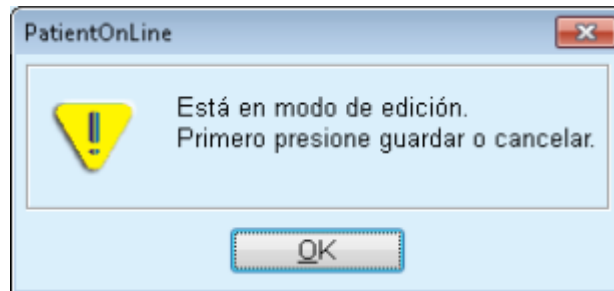 PatientOnLine
Está en modo de edición.
Primero presione guardar o cancelar.
OK